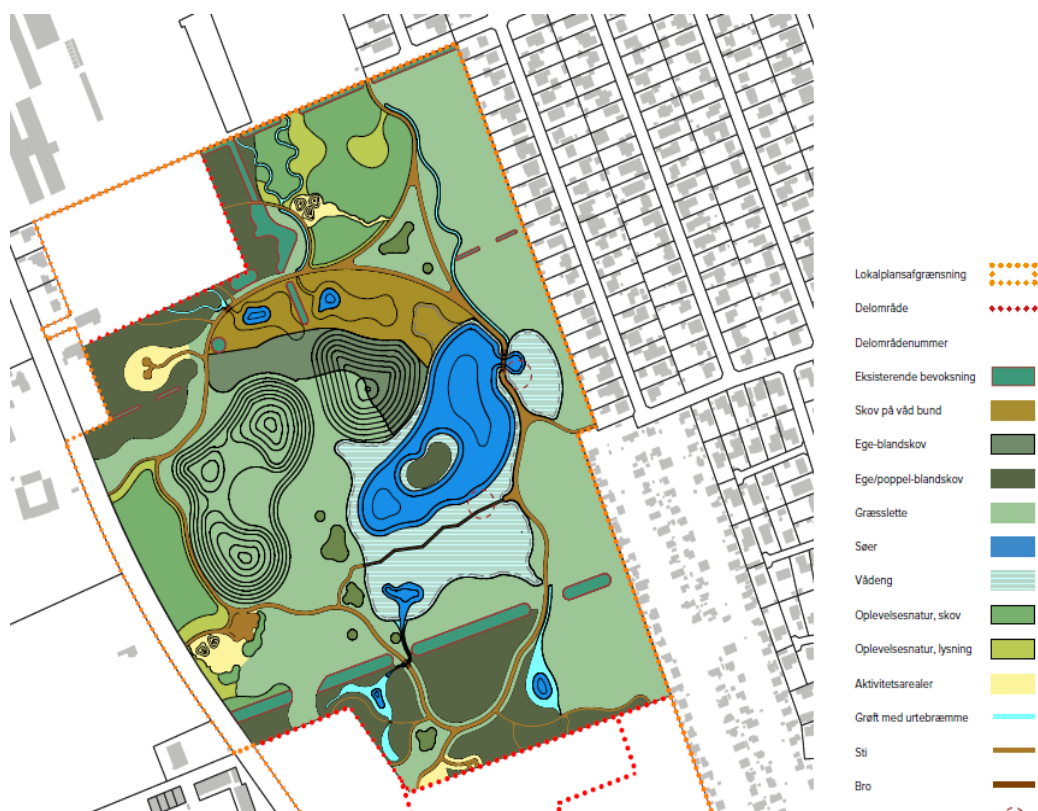 Lokalplansafgrænsning
Delområde
Delområdenummer
Eksisterende bevoksning
Skov på våd bund
Ege-blandskov
Ege/poppel-blandskov
Græsslette
Søer
Vådeng
Oplevelsesnatur, skov
Oplevelsesnatur, lysning
Aktivitetsarealer
Grøft med urtebræmme
Sti
Bro